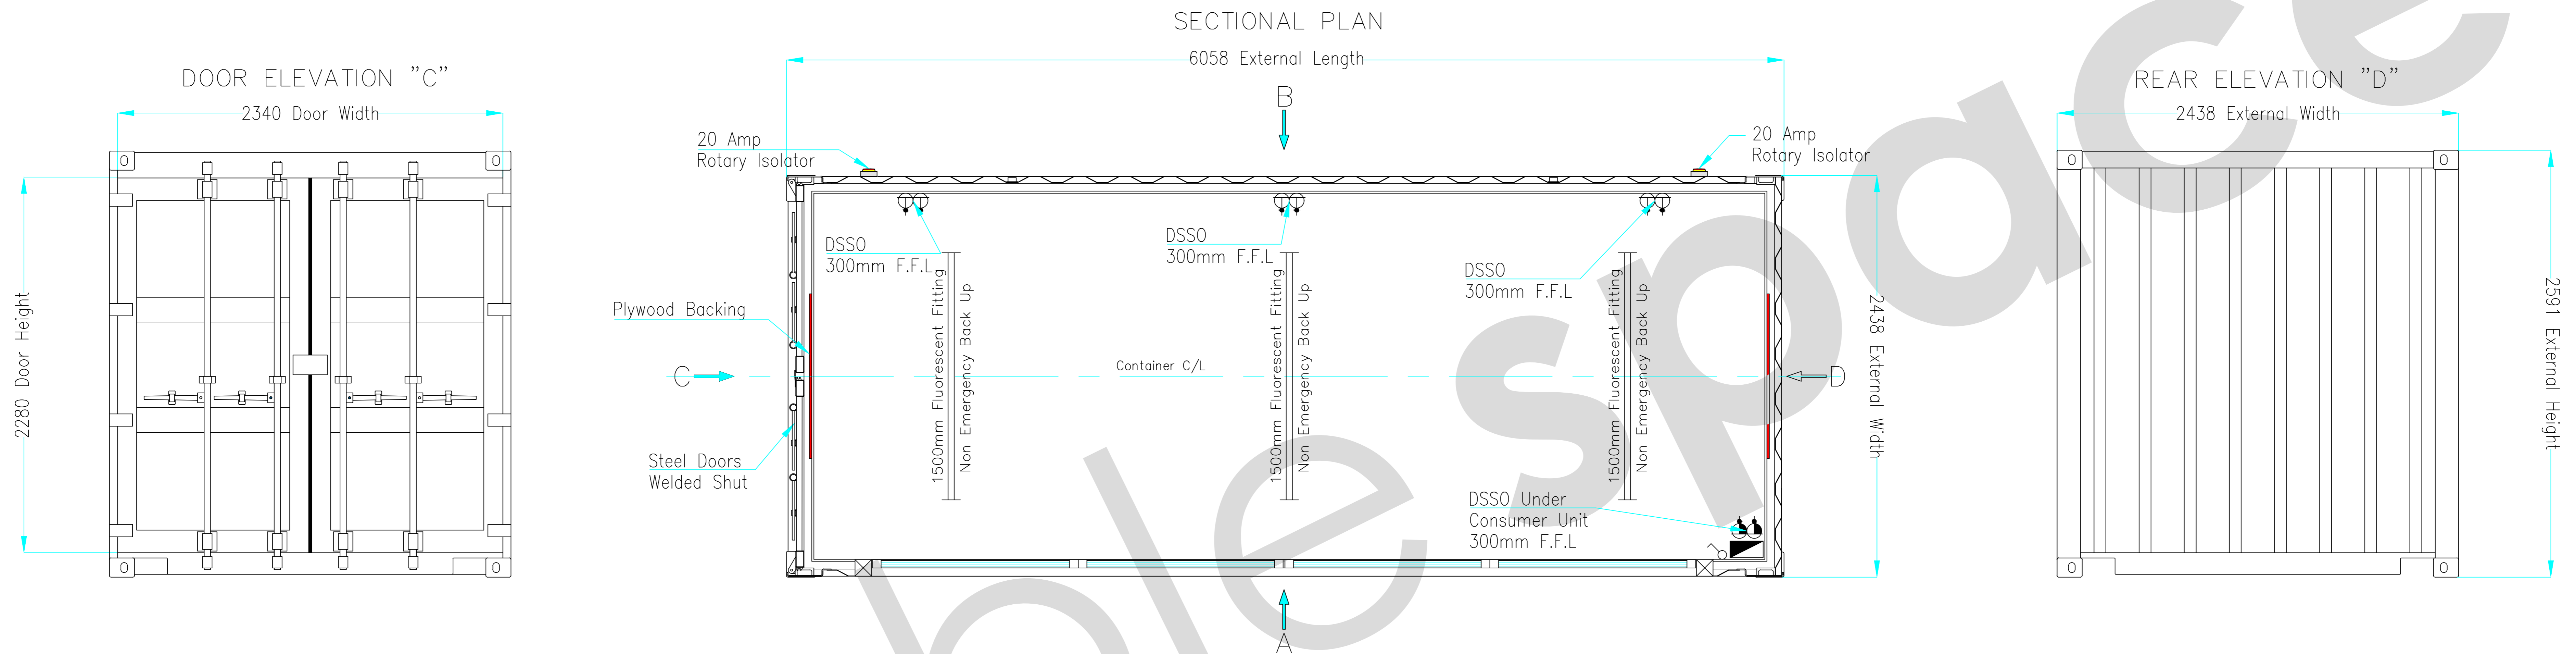 SECTIONAL PLAN
6058 External Length
DOOR ELEVATION "C"
2340 Door Width
2280 Door Height
REAR ELEVATION "D"
2438 External Width
2591 External Height
B
20 Amp
Rotary Isolator
20 Amp
Rotary Isolator
DSSO
300mm F.F.L
DSSO
300mm F.F.L
DSSO
300mm F.F.L
Plywood Backing
1500mm Fluorescent Fitting
Non Emergency Back Up
1500mm Fluorescent Fitting
Non Emergency Back Up
1500mm Fluorescent Fitting
Non Emergency Back Up
2438 External Width
Container C/L
C
D
Steel Doors
Welded Shut
DSSO Under
Consumer Unit
300mm F.F.L
A
ble space